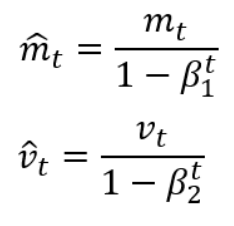 m̂_t = m_t / (1 − β_1^t)
v̂_t = v_t / (1 − β_2^t)